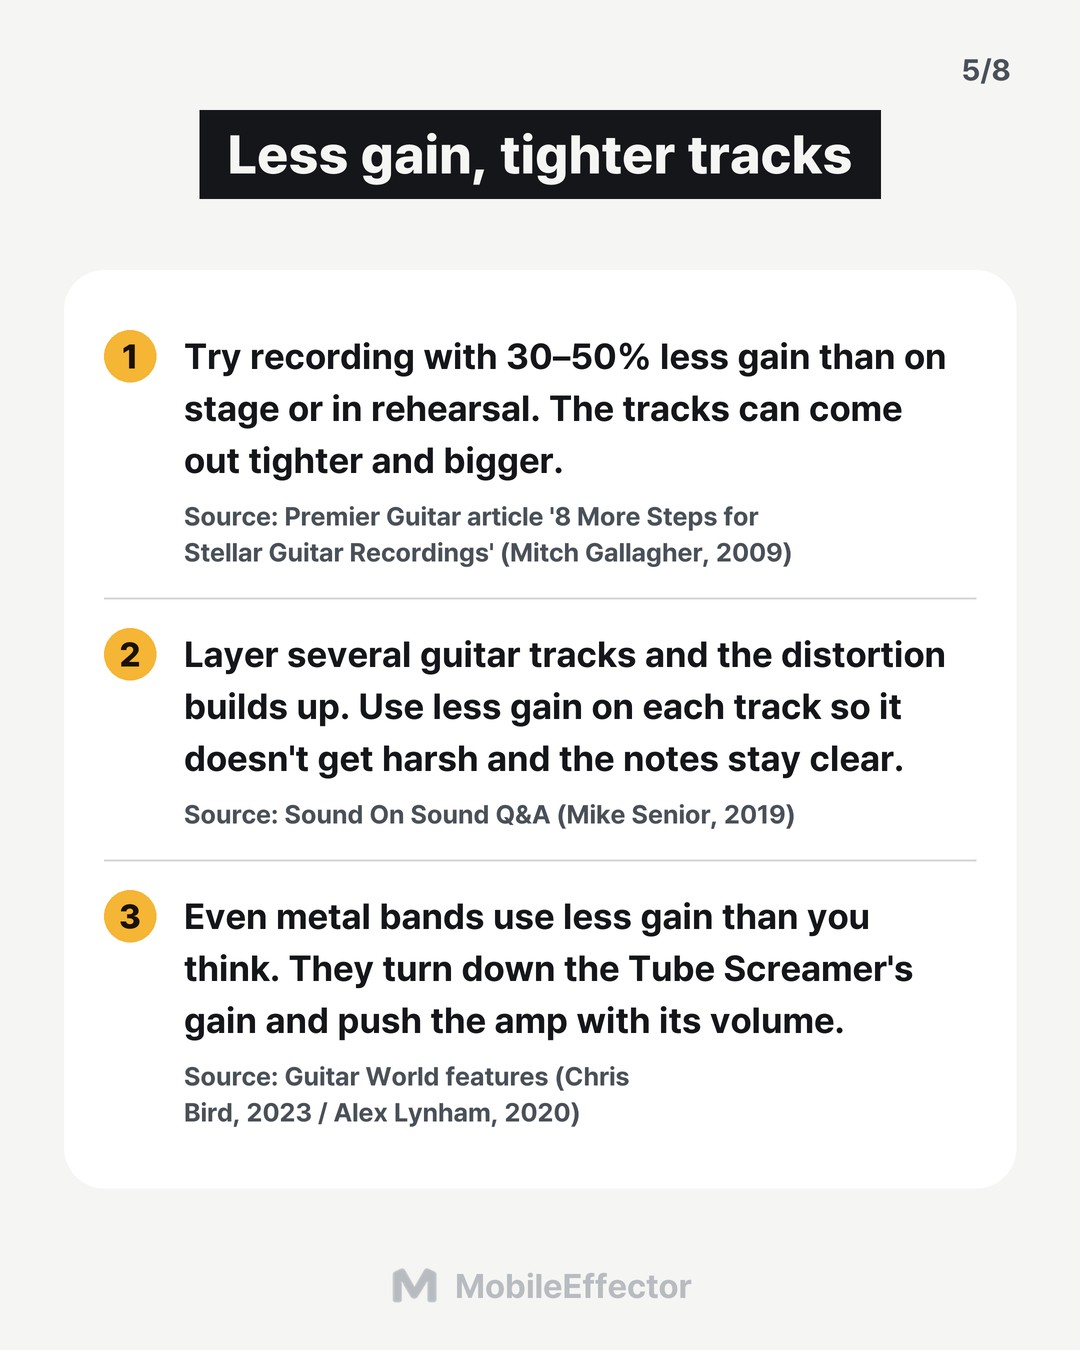 5/8
Less gain, tighter tracks
1
Try recording with 30–50% less gain than on
stage or in rehearsal. The tracks can come
out tighter and bigger.
Source: Premier Guitar article '8 More Steps for
Stellar Guitar Recordings' (Mitch Gallagher, 2009)
2
Layer several guitar tracks and the distortion
builds up. Use less gain on each track so it
doesn't get harsh and the notes stay clear.
Source: Sound On Sound Q&A (Mike Senior, 2019)
3
Even metal bands use less gain than you
think. They turn down the Tube Screamer's
gain and push the amp with its volume.
Source: Guitar World features (Chris
Bird, 2023 / Alex Lynham, 2020)
MobileEffector